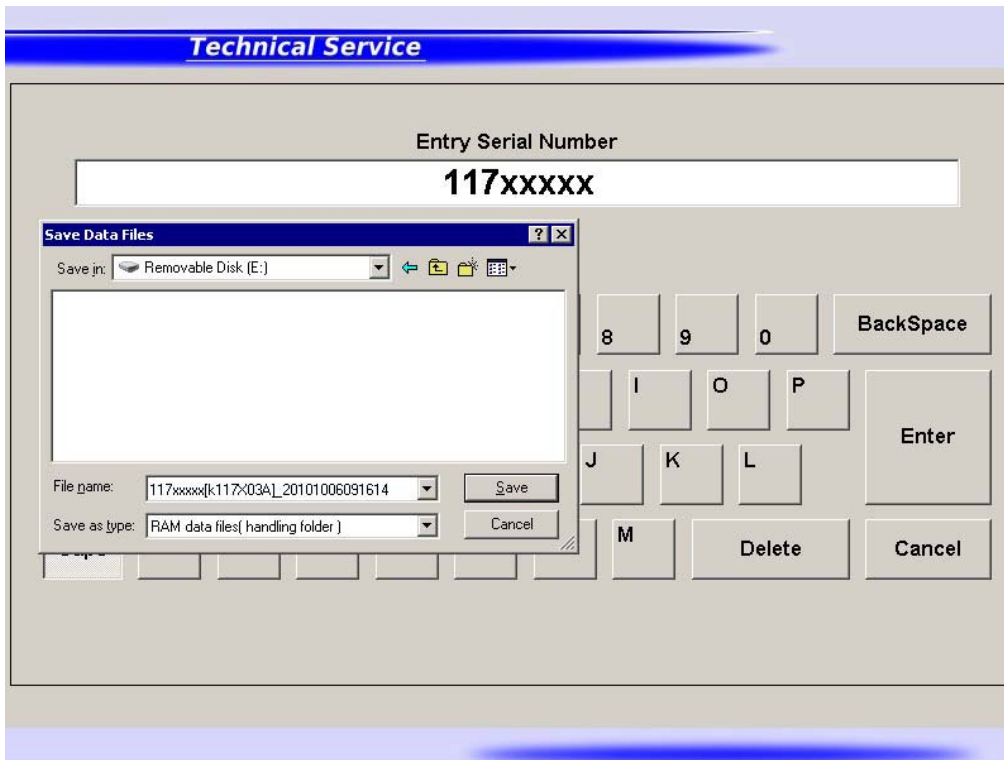 Technical Service
Entry Serial Number
117xxxxx
Save Data Files
Save in: Removable Disk (E:)
8 9 0 BackSpace
I O P
Enter
J K L
File name: 117xxxxx[k117X03A]_20101006091614 Save
Save as type: RAM data files( handling folder ) Cancel
M Delete Cancel